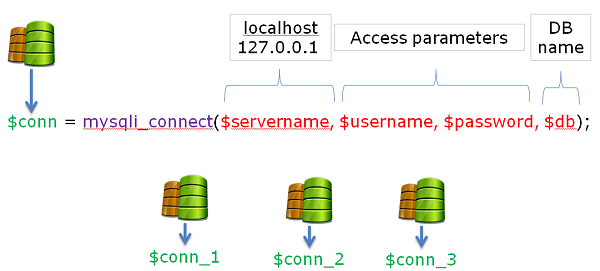 localhost
127.0.0.1
Access parameters
DB
name
$conn = mysqli_connect($servername, $username, $password, $db);
$conn_1
$conn_2
$conn_3